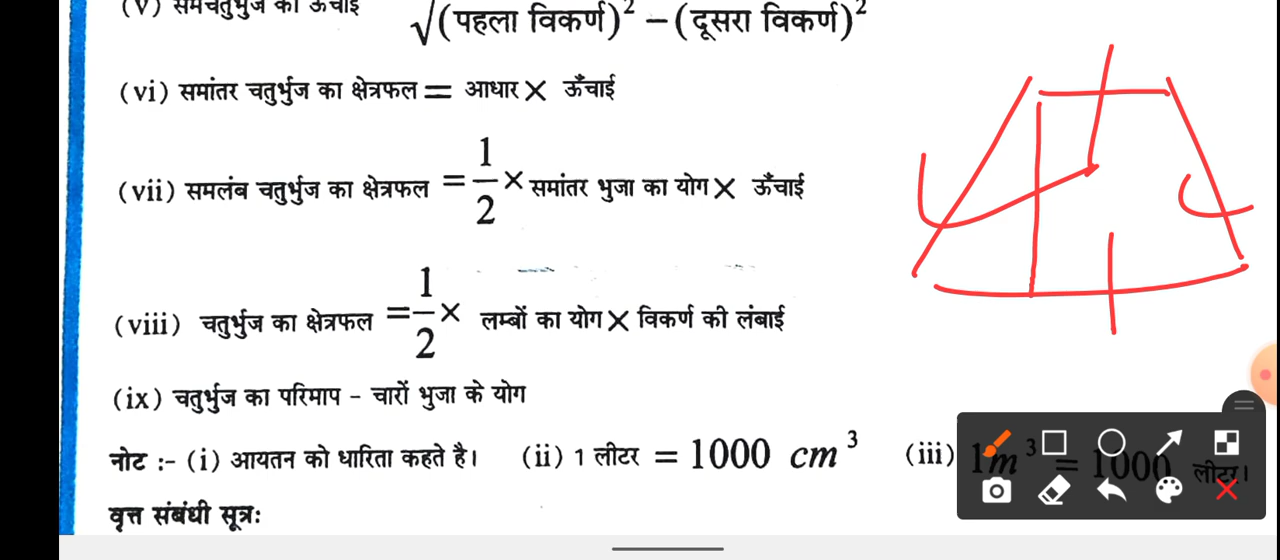 (v) समचतुर्भुज की ऊँचाई √(पहला विकर्ण)² − (दूसरा विकर्ण)²
(vi) समांतर चतुर्भुज का क्षेत्रफल = आधार × ऊँचाई
(vii) समलंब चतुर्भुज का क्षेत्रफल = 1/2 × समांतर भुजा का योग × ऊँचाई
(viii) चतुर्भुज का क्षेत्रफल = 1/2 × लम्बों का योग × विकर्ण की लंबाई
(ix) चतुर्भुज का परिमाप - चारों भुजा के योग
नोट :- (i) आयतन को धारिता कहते है। (ii) 1 लीटर = 1000 cm³ (iii) 1m³ = 1000 लीटर।
वृत्त संबंधी सूत्रः